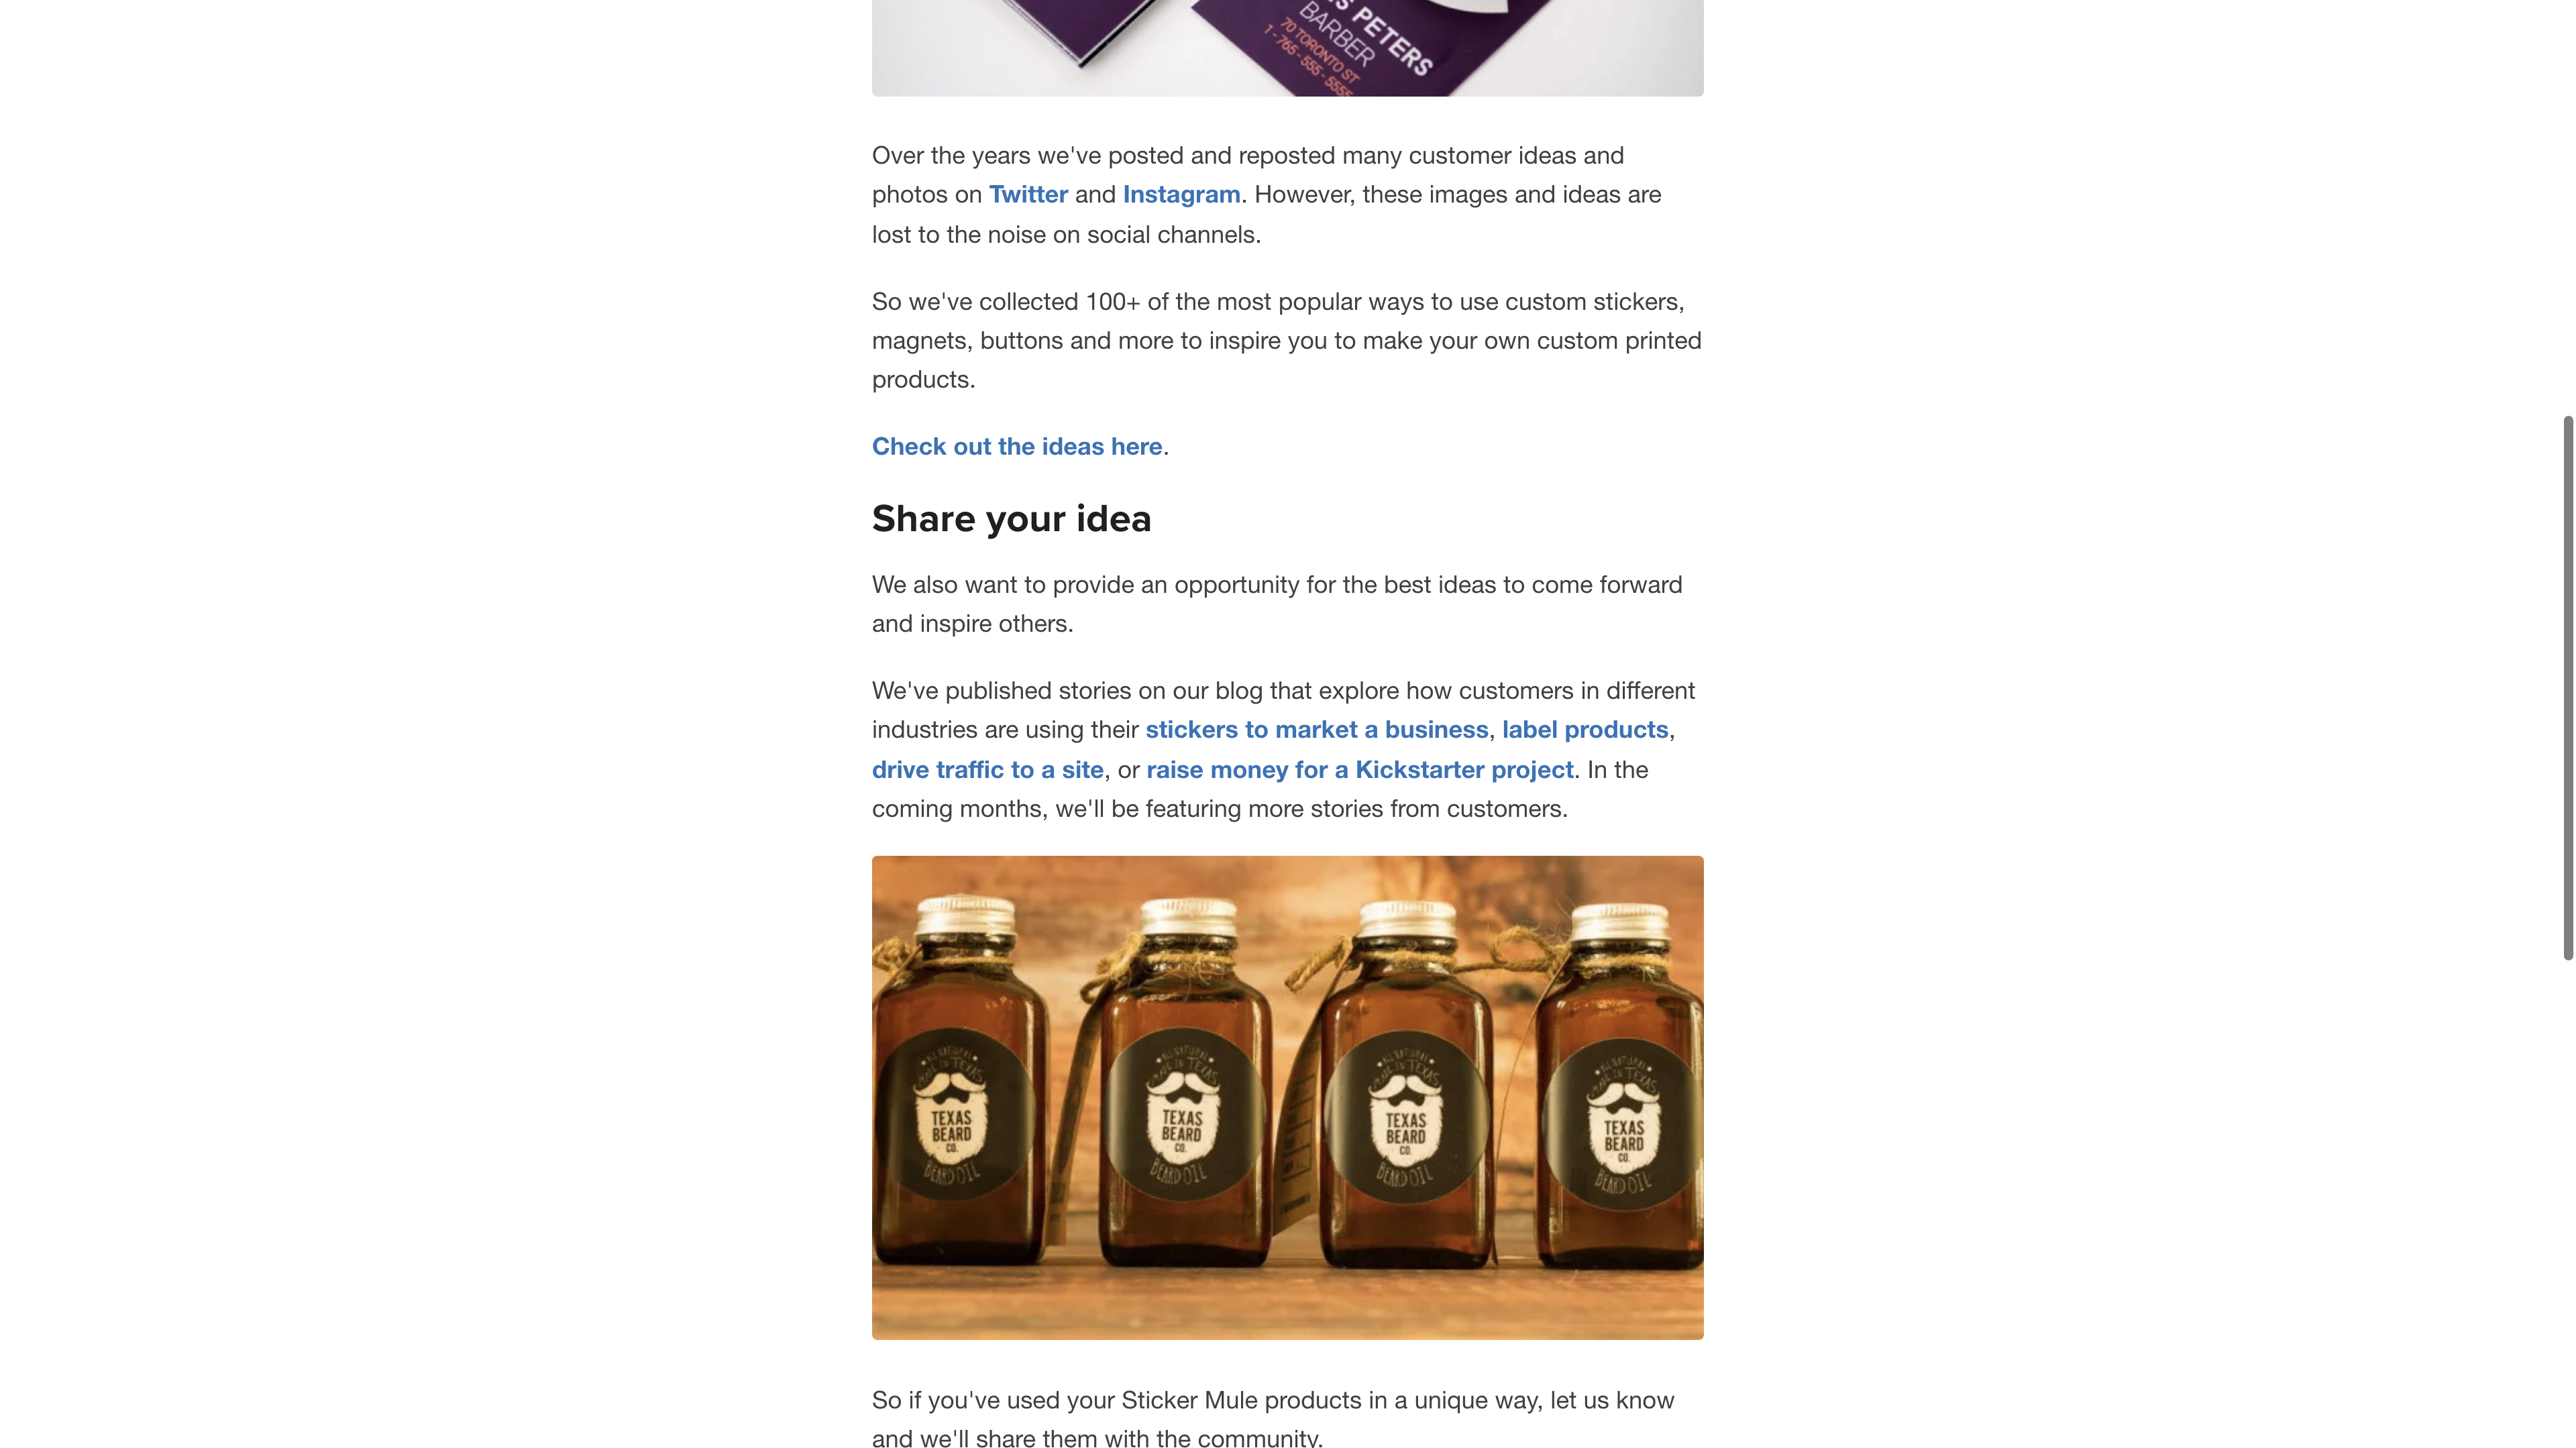 S PETERS
BARBER
70 TORONTO ST
1-765-555-5555
Over the years we've posted and reposted many customer ideas and
photos on Twitter and Instagram. However, these images and ideas are
lost to the noise on social channels.
So we've collected 100+ of the most popular ways to use custom stickers,
magnets, buttons and more to inspire you to make your own custom printed
products.
Check out the ideas here.
Share your idea
We also want to provide an opportunity for the best ideas to come forward
and inspire others.
We've published stories on our blog that explore how customers in different
industries are using their stickers to market a business, label products,
drive traffic to a site, or raise money for a Kickstarter project. In the
coming months, we'll be featuring more stories from customers.
ALL NATURAL
MADE IN TEXAS
TEXAS
BEARD
CO.
BEARD OIL
ALL NATURAL
MADE IN TEXAS
TEXAS
BEARD
CO.
BEARD OIL
ALL NATURAL
MADE IN TEXAS
TEXAS
BEARD
CO.
BEARD OIL
ALL NATURAL
MADE IN TEXAS
TEXAS
BEARD
CO.
BEARD OIL
So if you've used your Sticker Mule products in a unique way, let us know
and we'll share them with the community.